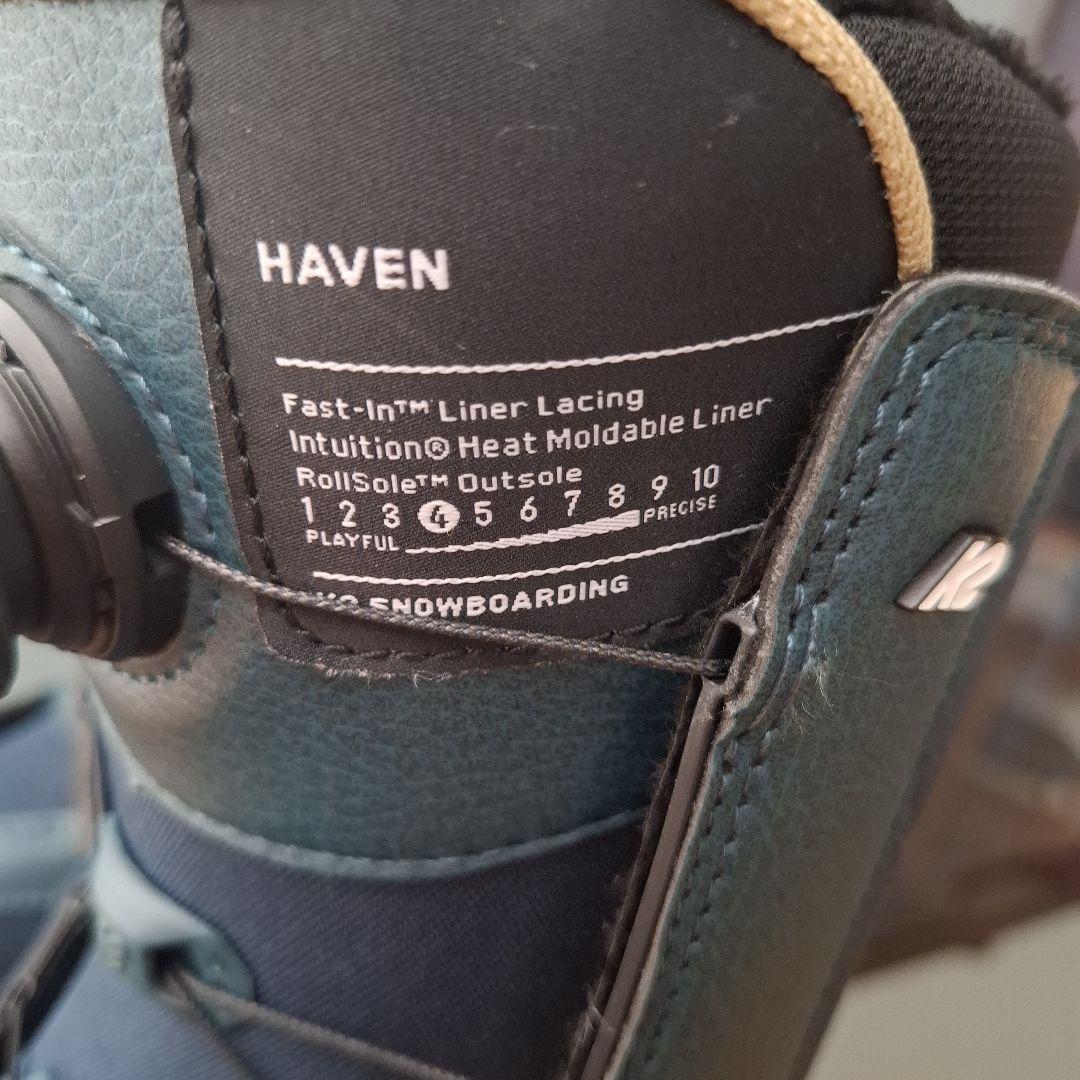 HAVEN
Fast-In™ Liner Lacing
Intuition® Heat Moldable Liner
RollSole™ Outsole
1 2 3 4 5 6 7 8 9 10
PLAYFUL PRECISE
K2 SNOWBOARDING
K2